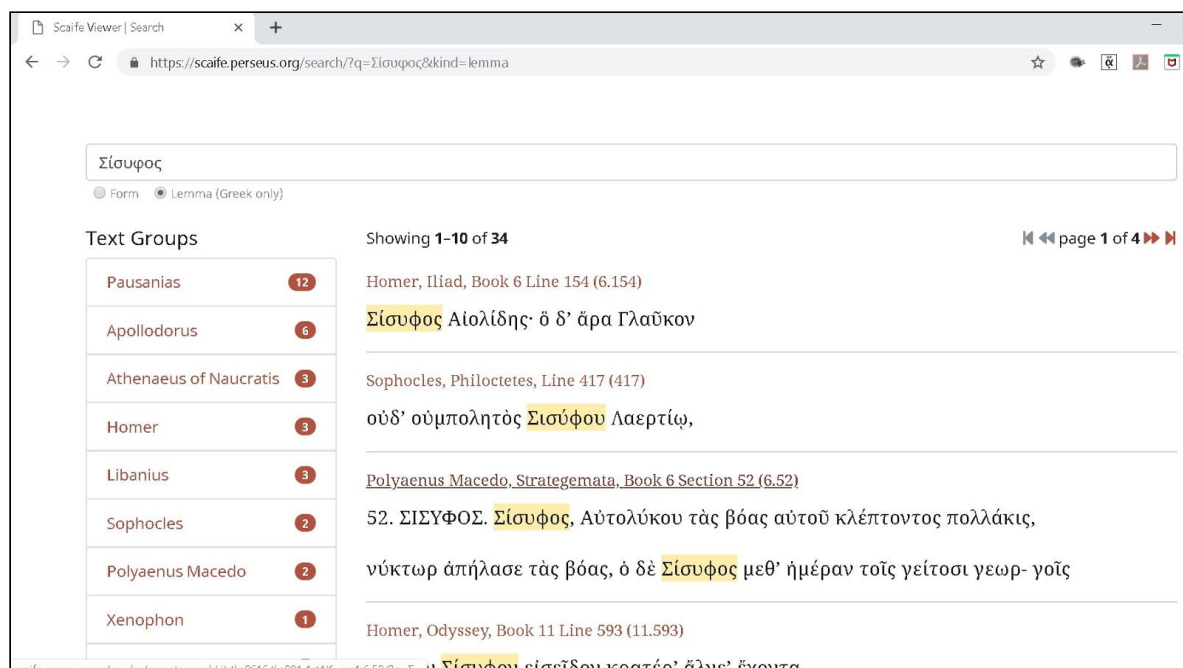 Scaife Viewer | Search
https://scaife.perseus.org/search/?q=Σίσυφος&kind=lemma
Σίσυφος
Form Lemma (Greek only)
Text Groups
Pausanias 12
Apollodorus 6
Athenaeus of Naucratis 3
Homer 3
Libanius 3
Sophocles 2
Polyaenus Macedo 2
Xenophon 1
Showing 1–10 of 34
page 1 of 4
Homer, Iliad, Book 6 Line 154 (6.154)
Σίσυφος Αἰολίδης· ὃ δ’ ἄρα Γλαῦκον
Sophocles, Philoctetes, Line 417 (417)
οὐδ’ οὑμπολητὸς Σισύφου Λαερτίῳ,
Polyaenus Macedo, Strategemata, Book 6 Section 52 (6.52)
52. ΣΙΣΥΦΟΣ. Σίσυφος, Αὐτολύκου τὰς βόας αὐτοῦ κλέπτοντος πολλάκις,
νύκτωρ ἀπήλασε τὰς βόας, ὁ δὲ Σίσυφος μεθ’ ἡμέραν τοῖς γείτοσι γεωρ- γοῖς
Homer, Odyssey, Book 11 Line 593 (11.593)
Σίσυφον εἰσεῖδον κρατέρ’ ἄλγε’ ἔχοντα